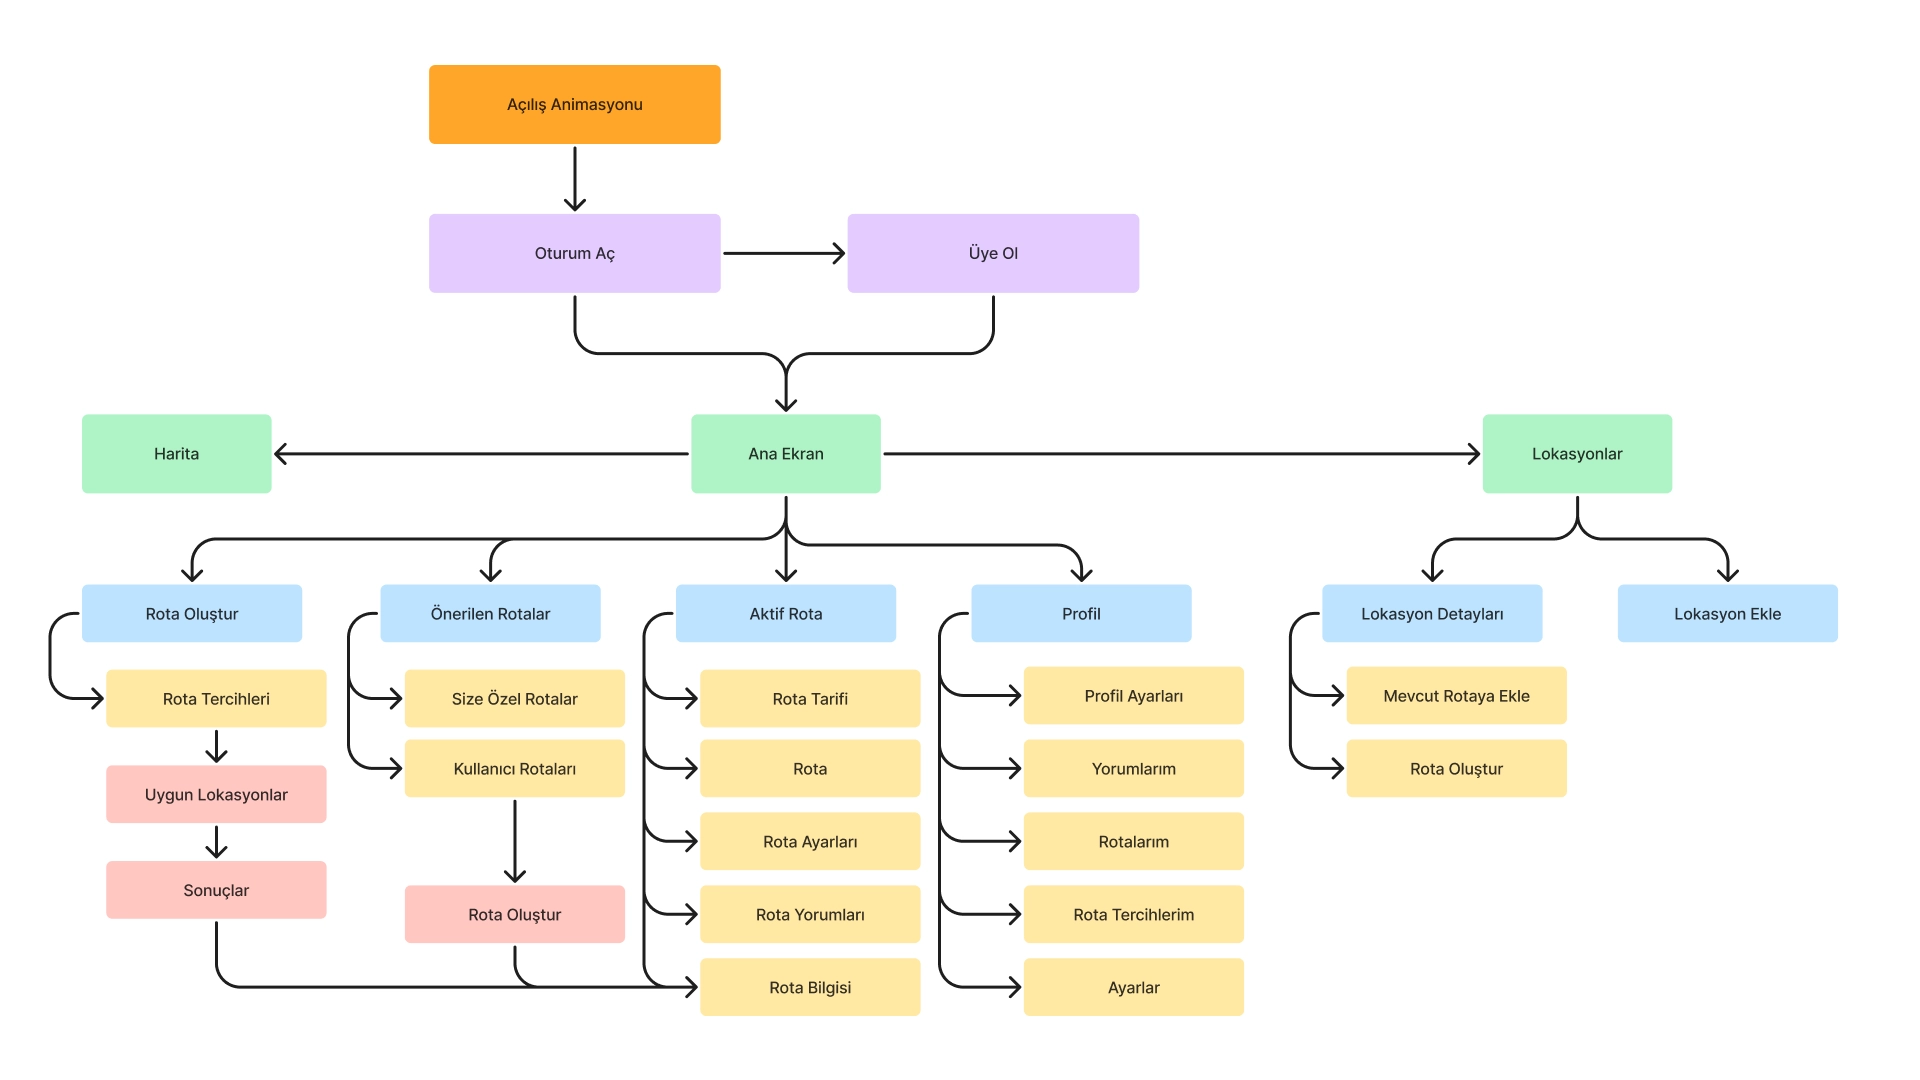 Açılış Animasyonu
Oturum Aç
Üye Ol
Harita
Ana Ekran
Lokasyonlar
Rota Oluştur
Önerilen Rotalar
Aktif Rota
Profil
Lokasyon Detayları
Lokasyon Ekle
Rota Tercihleri
Uygun Lokasyonlar
Sonuçlar
Size Özel Rotalar
Kullanıcı Rotaları
Rota Oluştur
Rota Tarifi
Rota
Rota Ayarları
Rota Yorumları
Rota Bilgisi
Profil Ayarları
Yorumlarım
Rotalarım
Rota Tercihlerim
Ayarlar
Mevcut Rotaya Ekle
Rota Oluştur